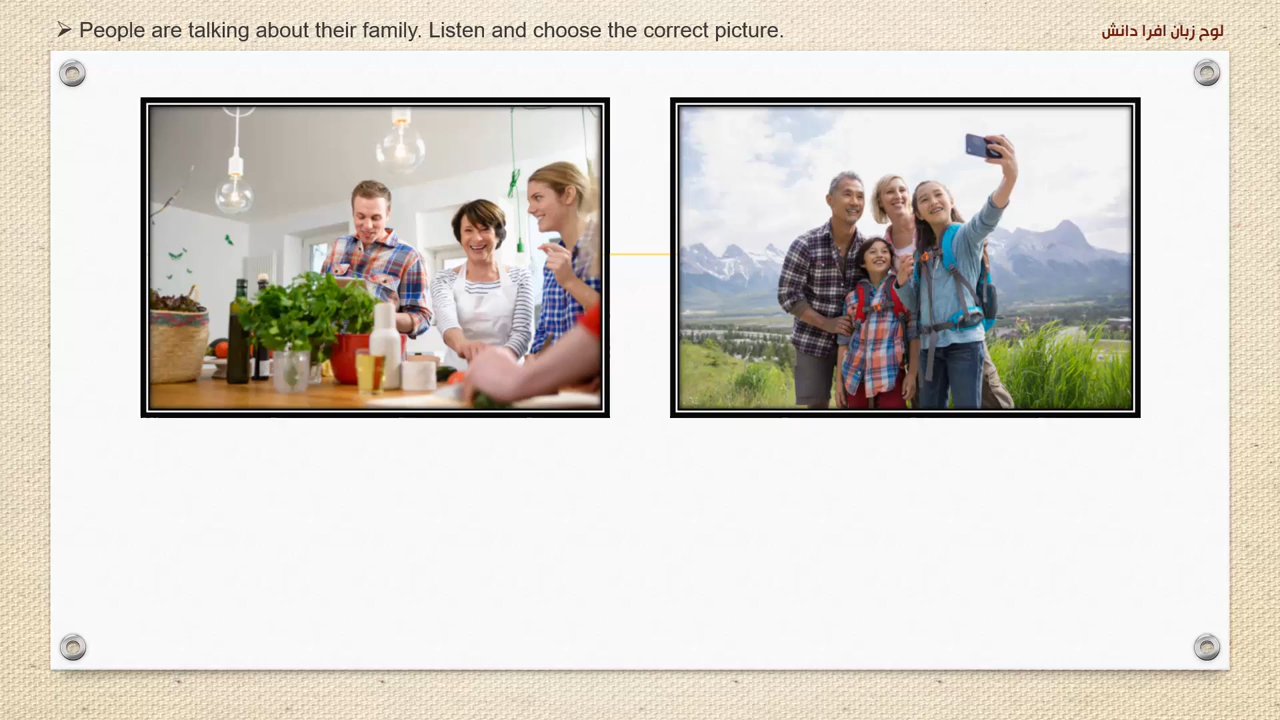 People are talking about their family. Listen and choose the correct picture.
لوح زبان افرا دانش